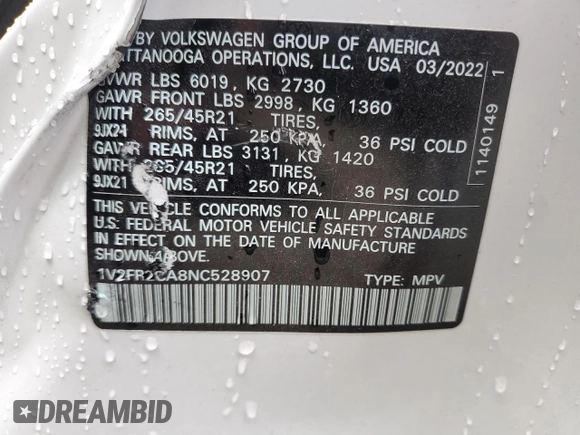 BY VOLKSWAGEN GROUP OF AMERICA
ATTANOOGA OPERATIONS, LLC. USA 03/2022
GVWR LBS 6019, KG 2730
GAWR FRONT LBS 2998, KG 1360
WITH 265/45R21 TIRES,
9JX21 RIMS, AT 250 KPA, 36 PSI COLD
GAWR REAR LBS 3131, KG 1420
WITH 265/45R21 TIRES,
9JX21 RIMS, AT 250 KPA, 36 PSI COLD
THIS VEHICLE CONFORMS TO ALL APPLICABLE
U.S. FEDERAL MOTOR VEHICLE SAFETY STANDARDS
IN EFFECT ON THE DATE OF MANUFACTURE
SHOWN ABOVE.
1V2FR2CA8NC528907 TYPE: MPV
1140149 1
DREAMBID